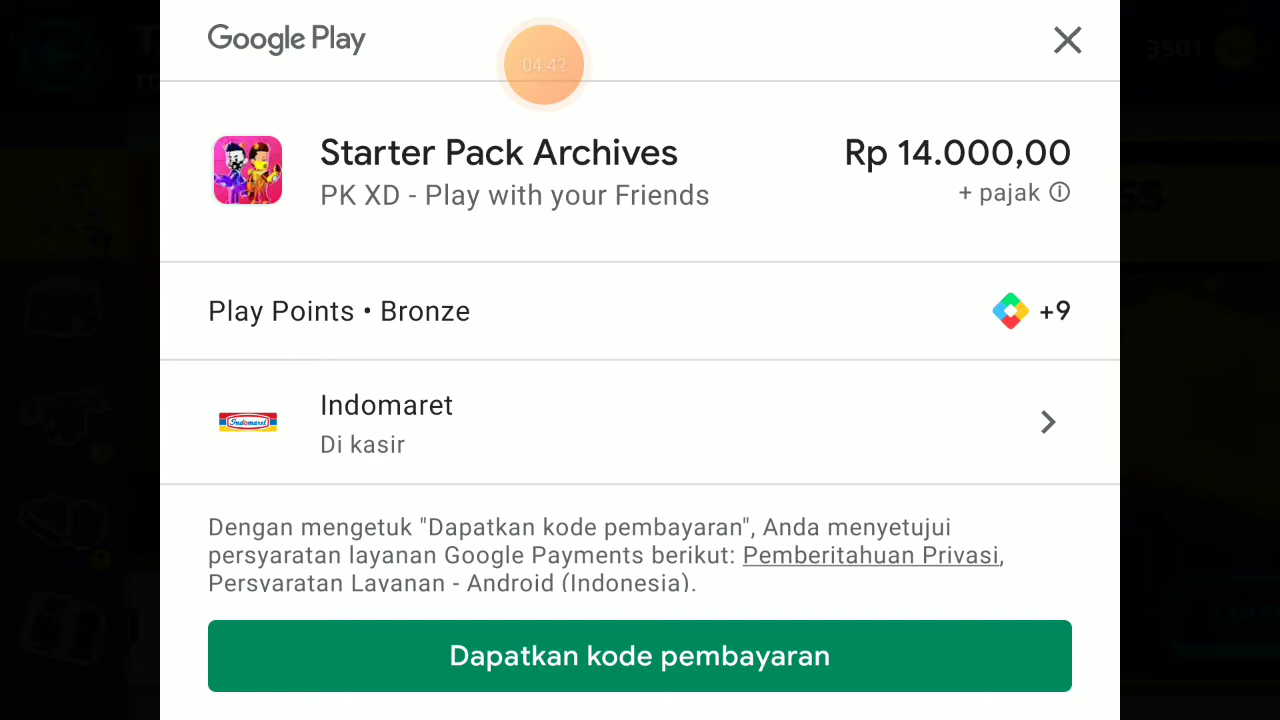 Google Play
04.42
Starter Pack Archives
Rp 14.000,00
PK XD - Play with your Friends
+ pajak
Play Points • Bronze
+9
Indomaret
Indomaret
Di kasir
Dengan mengetuk "Dapatkan kode pembayaran", Anda menyetujui
persyaratan layanan Google Payments berikut: Pemberitahuan Privasi,
Persyaratan Layanan - Android (Indonesia).
Dapatkan kode pembayaran
3581